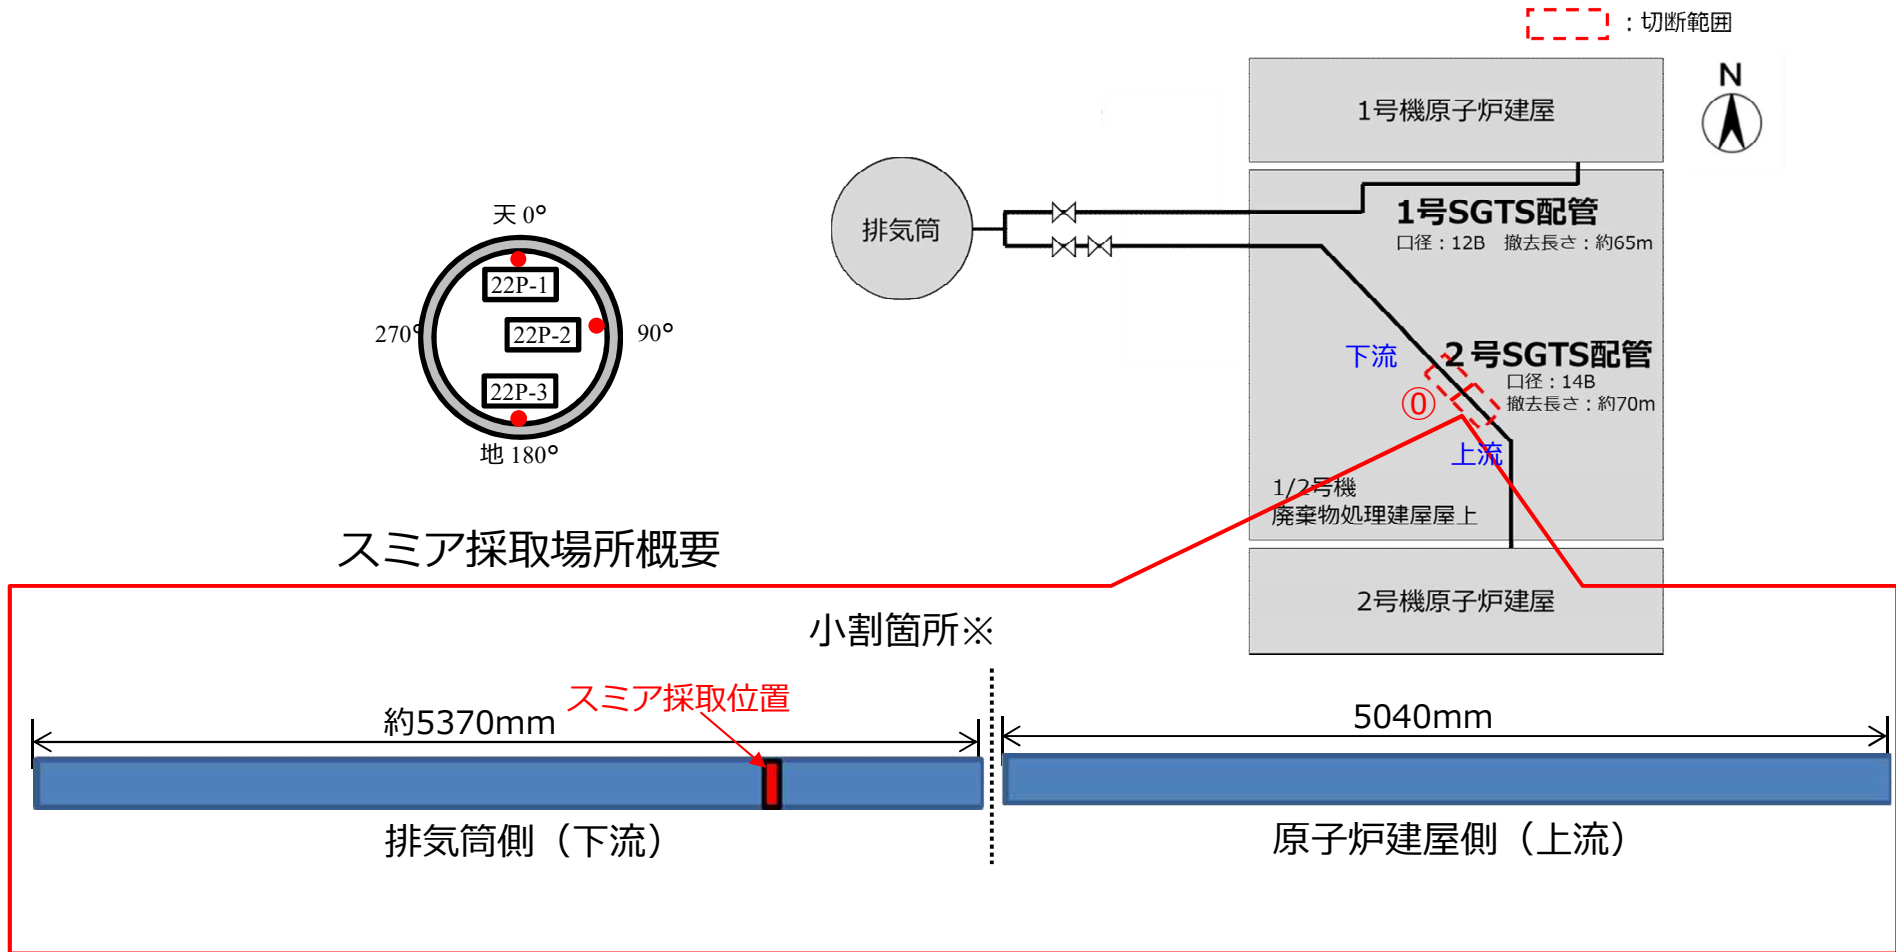 ：切断範囲
N
1号機原子炉建屋
排気筒
1号SGTS配管
口径：12B 撤去長さ：約65m
天 0°
22P-1
270°
22P-2
90°
22P-3
地 180°
下流
2号SGTS配管
口径：14B
撤去長さ：約70m
⓪
上流
1/2号機
廃棄物処理建屋屋上
スミア採取場所概要
2号機原子炉建屋
小割箇所※
スミア採取位置
約5370mm
5040mm
排気筒側（下流）
原子炉建屋側（上流）